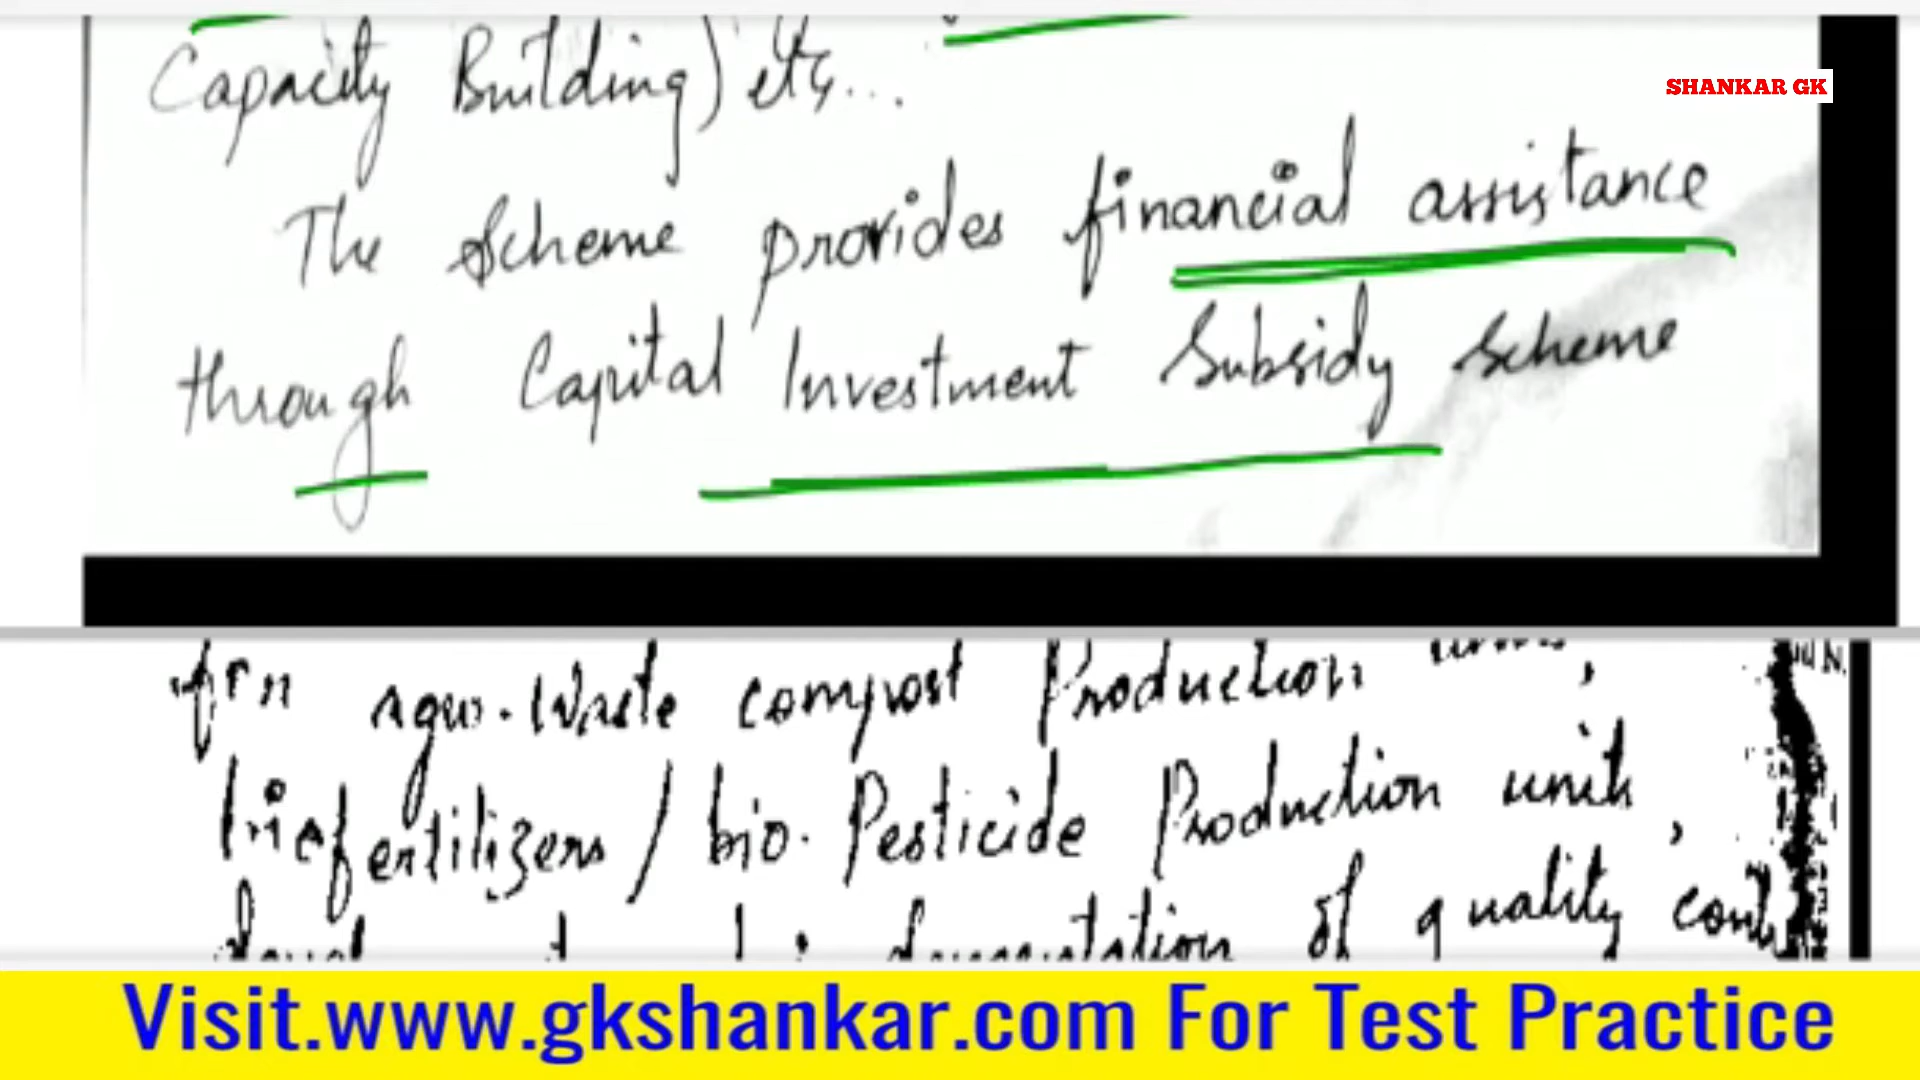 Capacity Building) etc...
SHANKAR GK
The Scheme provides financial assistance
through Capital Investment Subsidy Scheme
agro-Waste compost Production
biofertilizers / bio-Pesticide Production unit,
of quality
Visit.www.gkshankar.com For Test Practice